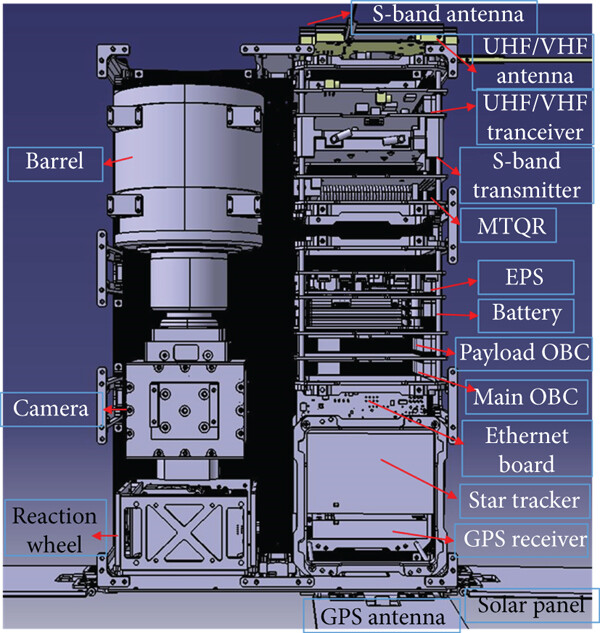 S-band antenna
UHF/VHF
antenna
UHF/VHF
tranceiver
Barrel
S-band
transmitter
MTQR
EPS
Battery
Payload OBC
Camera
Main OBC
Ethernet
board
Star tracker
Reaction
wheel
GPS receiver
GPS antenna
Solar panel